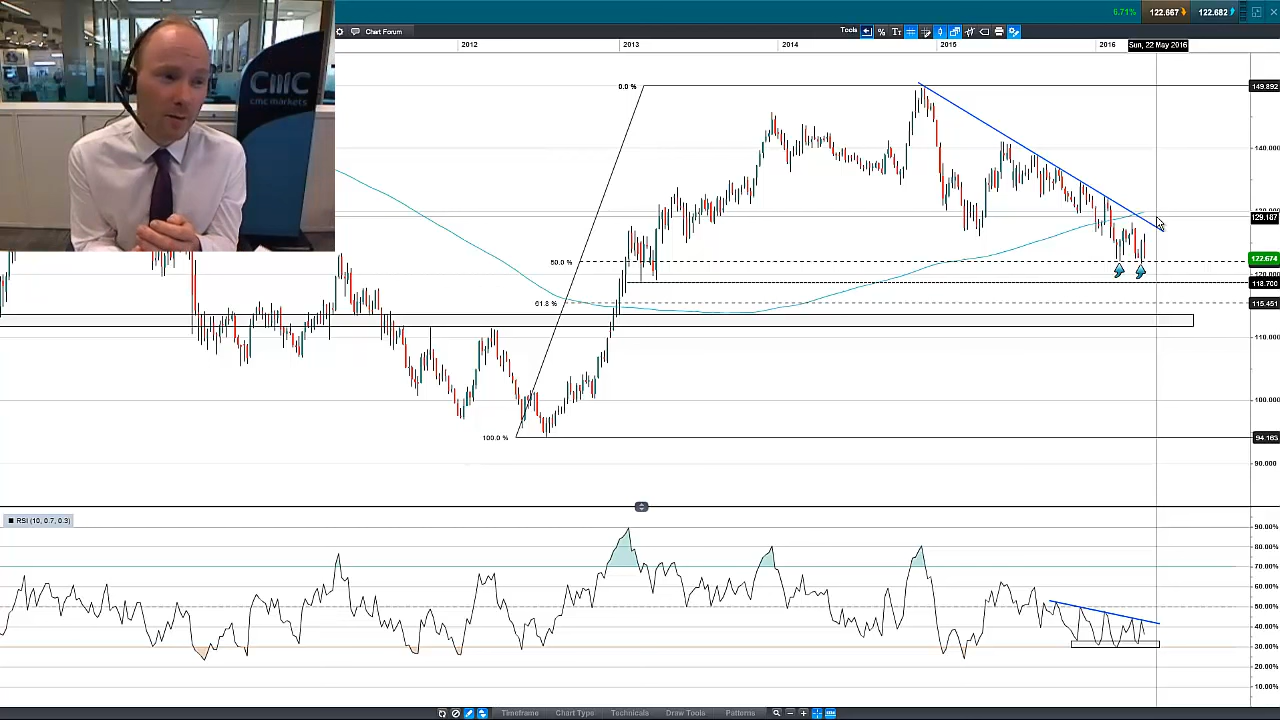 6.71% 122.667 122.682
Chart Forum
Tools
2012 2013 2014 2015 2016
Sun, 22 May 2016
CMC
cmc markets
0.0 %
149.892
140.000
129.187
50.0 %
122.674
118.700
61.8 %
115.451
110.000
100.000
100.0 %
94.163
90.000
RSI (10, 0.7, 0.3)
90.00%
80.00%
70.00%
60.00%
50.00%
40.00%
30.00%
20.00%
10.00%
Timeframe Chart Type Technicals Draw Tools Patterns